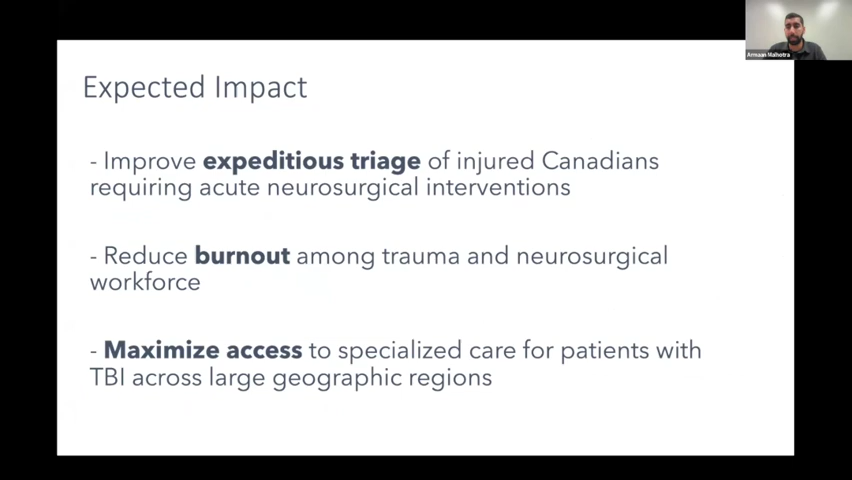 Armaan Malhotra
Expected Impact
- Improve expeditious triage of injured Canadians
requiring acute neurosurgical interventions
- Reduce burnout among trauma and neurosurgical
workforce
- Maximize access to specialized care for patients with
TBI across large geographic regions